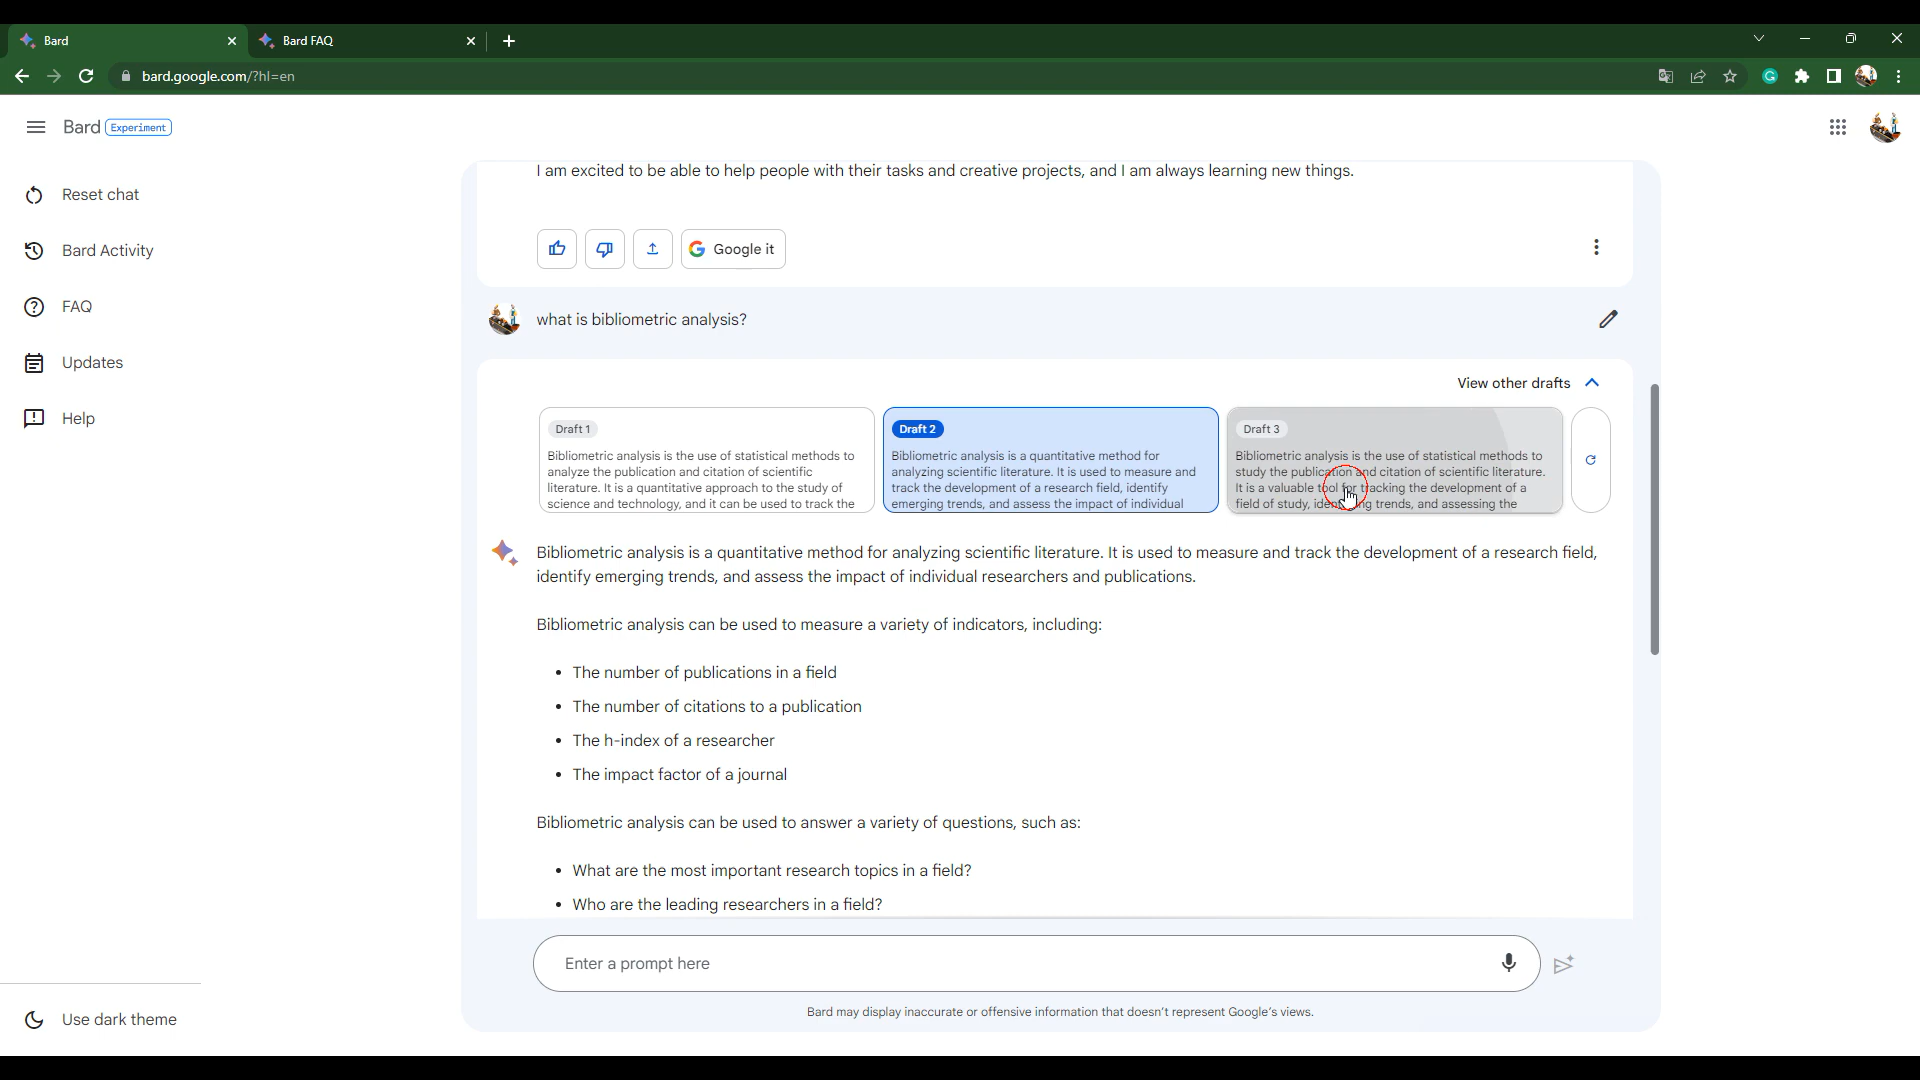 Bard
Bard FAQ
bard.google.com/?hl=en
Bard Experiment
Reset chat
Bard Activity
FAQ
Updates
Help
I am excited to be able to help people with their tasks and creative projects, and I am always learning new things.
Google it
what is bibliometric analysis?
View other drafts
Draft 1
Bibliometric analysis is the use of statistical methods to
analyze the publication and citation of scientific
literature. It is a quantitative approach to the study of
science and technology, and it can be used to track the
Draft 2
Bibliometric analysis is a quantitative method for
analyzing scientific literature. It is used to measure and
track the development of a research field, identify
emerging trends, and assess the impact of individual
Draft 3
Bibliometric analysis is the use of statistical methods to
study the publication and citation of scientific literature.
It is a valuable tool for tracking the development of a
field of study, identifying trends, and assessing the
Bibliometric analysis is a quantitative method for analyzing scientific literature. It is used to measure and track the development of a research field,
identify emerging trends, and assess the impact of individual researchers and publications.
Bibliometric analysis can be used to measure a variety of indicators, including:
• The number of publications in a field
• The number of citations to a publication
• The h-index of a researcher
• The impact factor of a journal
Bibliometric analysis can be used to answer a variety of questions, such as:
• What are the most important research topics in a field?
• Who are the leading researchers in a field?
Enter a prompt here
Bard may display inaccurate or offensive information that doesn't represent Google's views.
Use dark theme